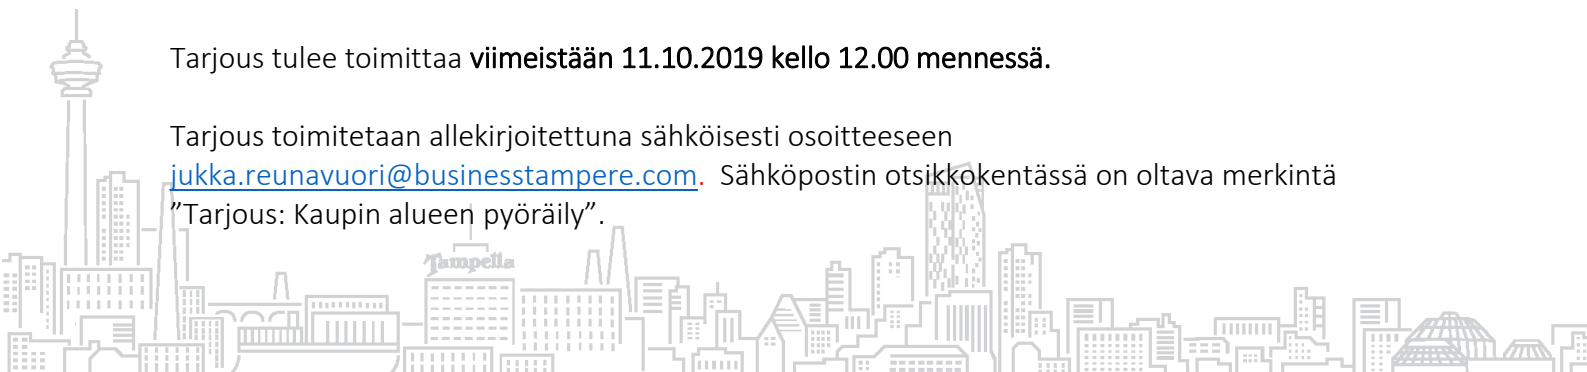 Tarjous tulee toimittaa viimeistään 11.10.2019 kello 12.00 mennessä.
Tarjous toimitetaan allekirjoitettuna sähköisesti osoitteeseen
jukka.reunavuori@businesstampere.com. Sähköpostin otsikkokentässä on oltava merkintä
”Tarjous: Kaupin alueen pyöräily”.
Tampella